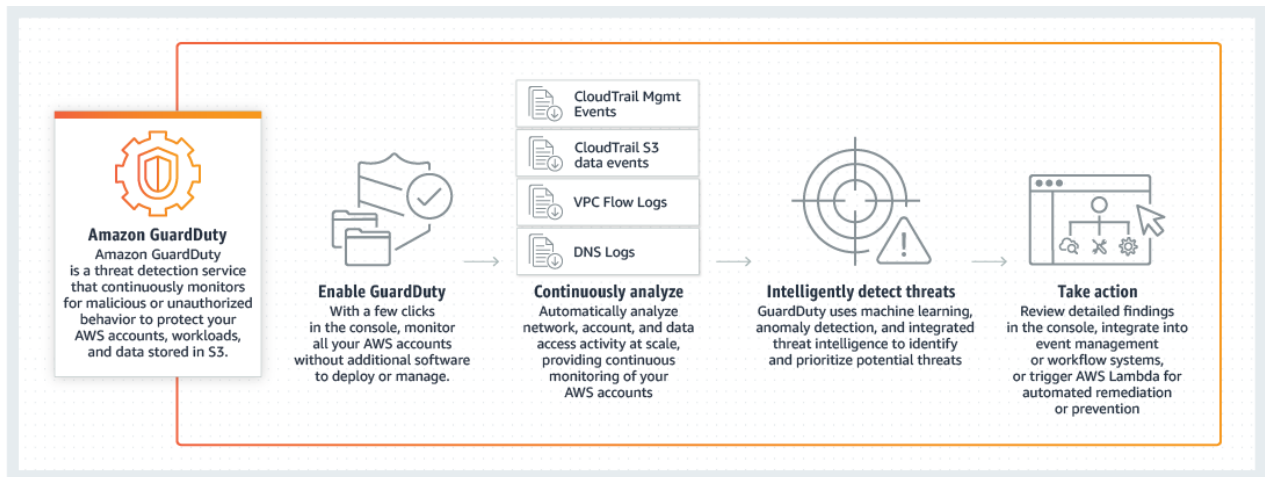 Amazon GuardDuty
Amazon GuardDuty
is a threat detection service
that continuously monitors
for malicious or unauthorized
behavior to protect your
AWS accounts, workloads,
and data stored in S3.
Enable GuardDuty
With a few clicks
in the console, monitor
all your AWS accounts
without additional software
to deploy or manage.
CloudTrail Mgmt
Events
CloudTrail S3
data events
VPC Flow Logs
DNS Logs
Continuously analyze
Automatically analyze
network, account, and data
access activity at scale,
providing continuous
monitoring of your
AWS accounts
Intelligently detect threats
GuardDuty uses machine learning,
anomaly detection, and integrated
threat intelligence to identify
and prioritize potential threats
Take action
Review detailed findings
in the console, integrate into
event management
or workflow systems,
or trigger AWS Lambda for
automated remediation
or prevention